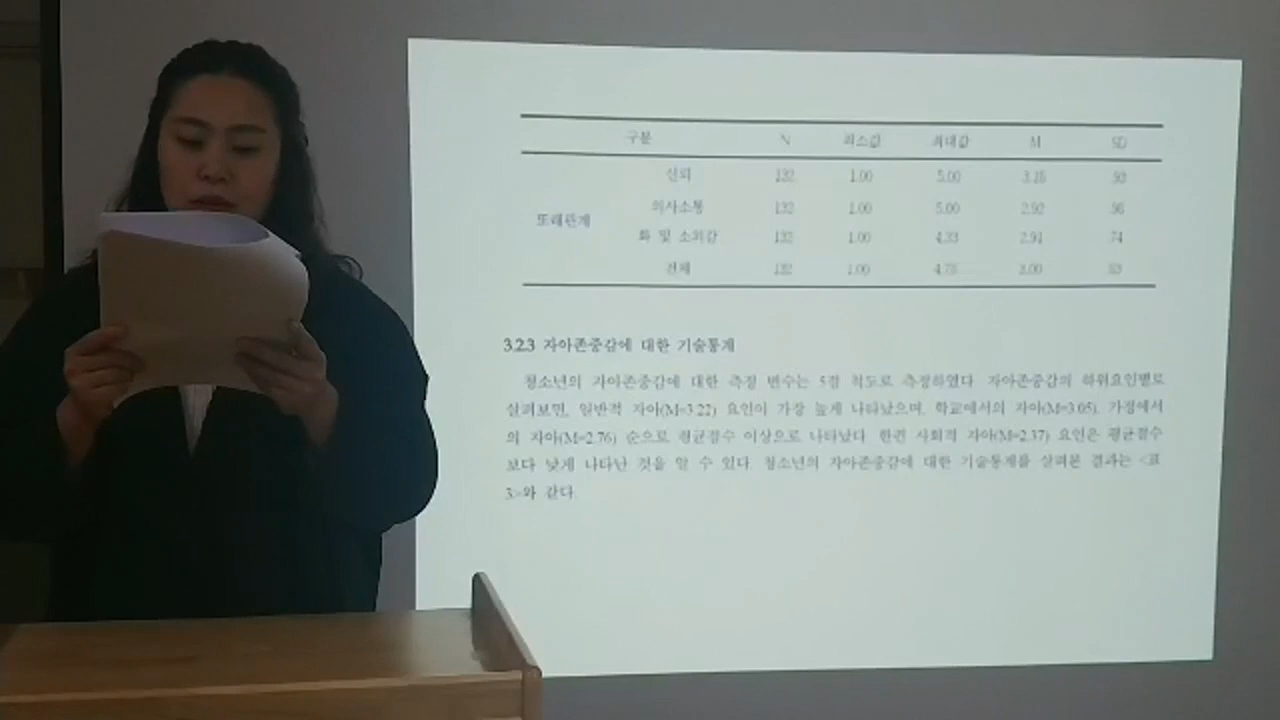 구분 N 최소값 최대값 M SD
신뢰 132 1.00 5.00 3.18 .93
의사소통 132 1.00 5.00 2.92 .98
또래관계
화 및 소외감 132 1.00 4.33 2.91 .74
전체 132 1.00 4.75 3.00
3.2.3 자아존중감에 대한 기술통계
청소년의 자아존중감에 대한 측정 변수는 5점 척도로 측정하였다. 자아존중감의 하위요인별로
살펴보면, 일반적 자아(M=3.22) 요인이 가장 높게 나타났으며, 학교에서의 자아(M=3.05), 가정에서
의 자아(M=2.76) 순으로 평균점수 이상으로 나타났다. 한편 사회적 자아(M=2.37) 요인은 평균점수
보다 낮게 나타난 것을 알 수 있다. 청소년의 자아존중감에 대한 기술통계를 살펴본 결과는 <표
3>와 같다.